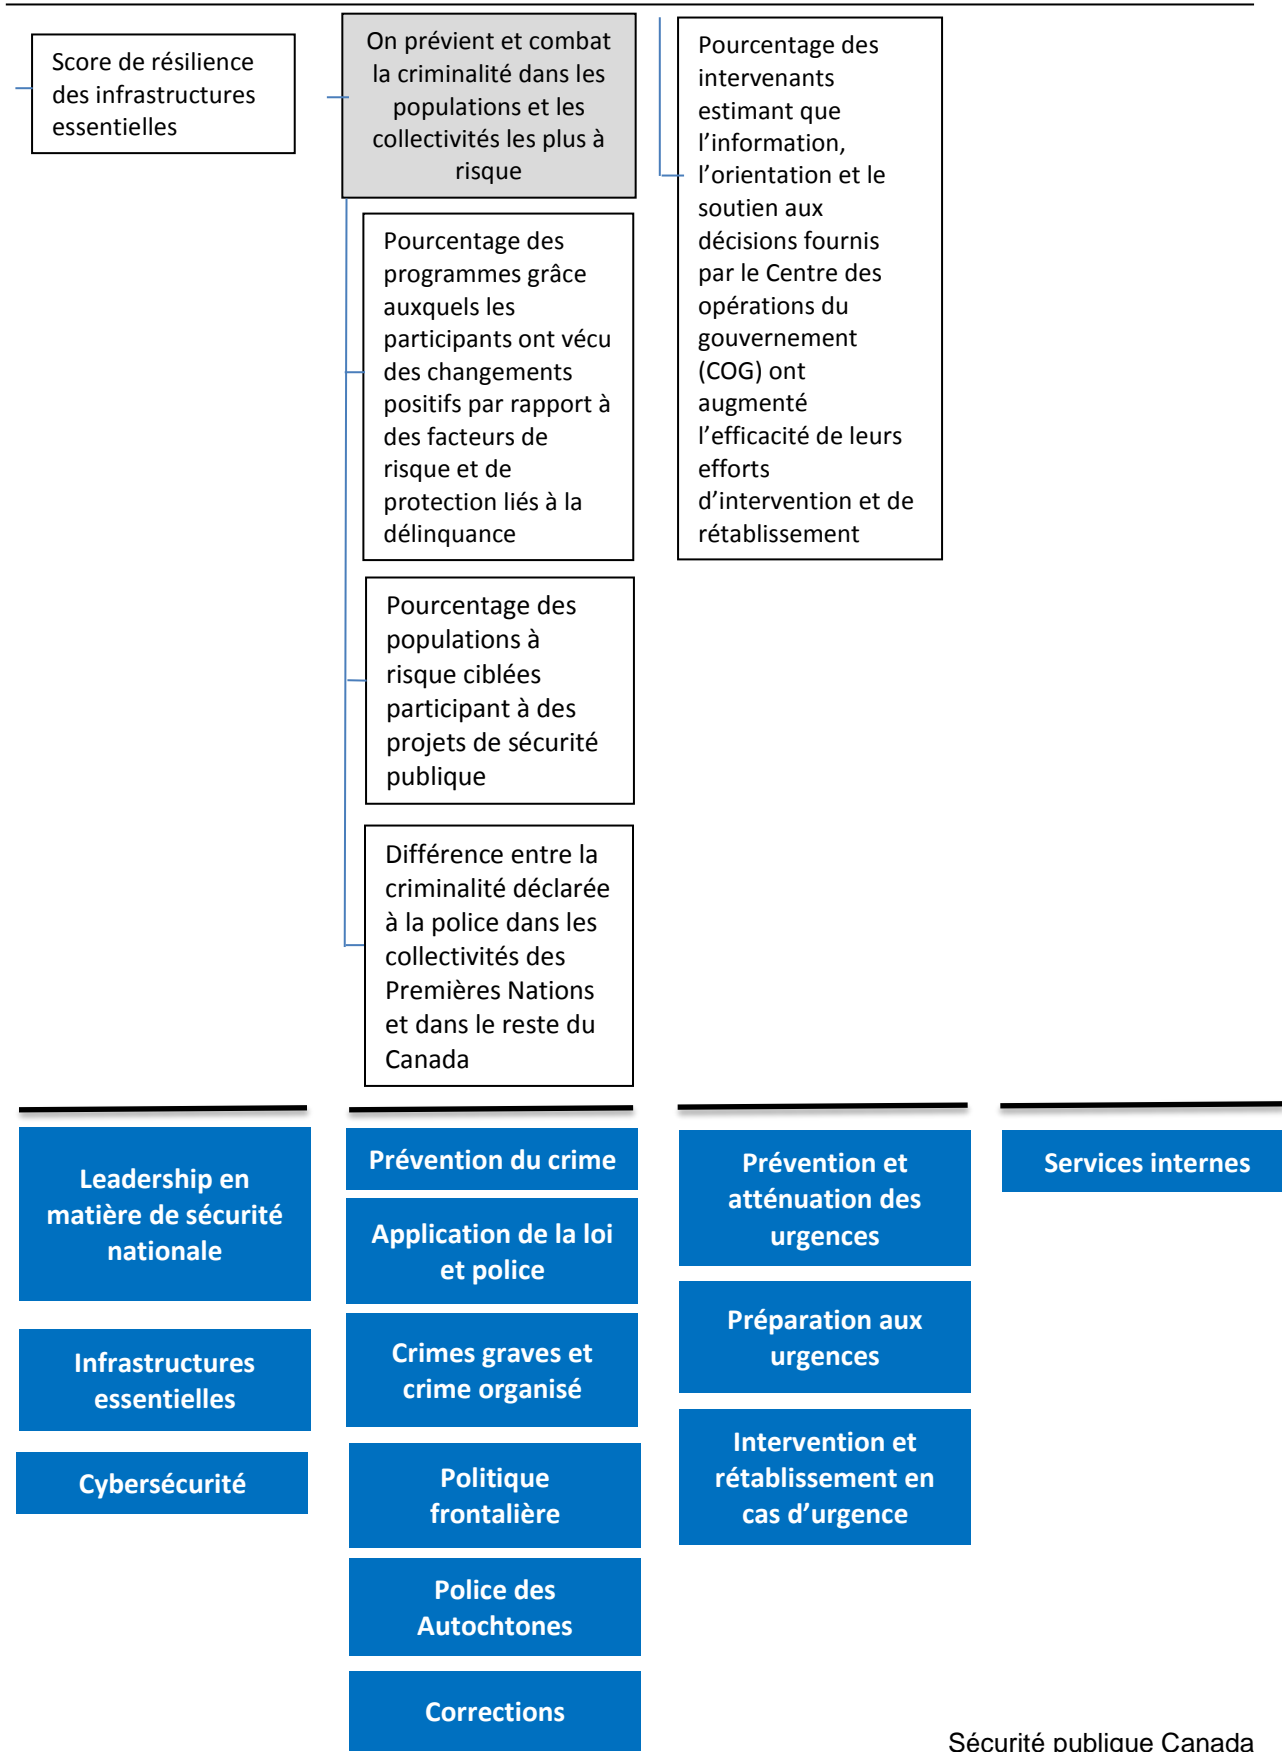 Score de résilience
des infrastructures
essentielles
On prévient et combat
la criminalité dans les
populations et les
collectivités les plus à
risque
Pourcentage des
programmes grâce
auxquels les
participants ont vécu
des changements
positifs par rapport à
des facteurs de
risque et de
protection liés à la
délinquance
Pourcentage des
populations à
risque ciblées
participant à des
projets de sécurité
publique
Différence entre la
criminalité déclarée
à la police dans les
collectivités des
Premières Nations
et dans le reste du
Canada
Pourcentage des
intervenants
estimant que
l’information,
l’orientation et le
soutien aux
décisions fournis
par le Centre des
opérations du
gouvernement
(COG) ont
augmenté
l’efficacité de leurs
efforts
d’intervention et de
rétablissement
Leadership en
matière de sécurité
nationale
Infrastructures
essentielles
Cybersécurité
Prévention du crime
Application de la loi
et police
Crimes graves et
crime organisé
Politique
frontalière
Police des
Autochtones
Corrections
Prévention et
atténuation des
urgences
Préparation aux
urgences
Intervention et
rétablissement en
cas d’urgence
Services internes
Sécurité publique Canada